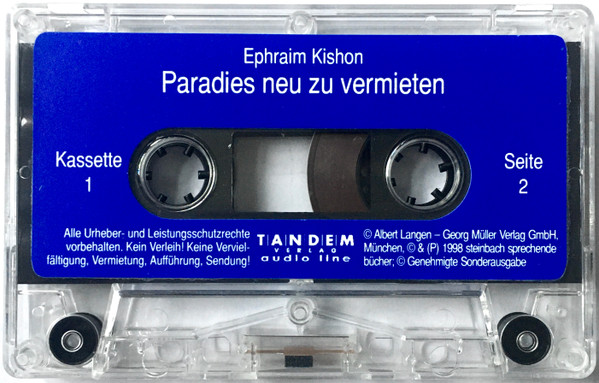 Ephraim Kishon
Paradies neu zu vermieten
Kassette
1
Seite
2
Alle Urheber- und Leistungsschutzrechte
vorbehalten. Kein Verleih! Keine Verviel-
fältigung, Vermietung, Aufführung, Sendung!
TANDEM
VERLAG
audio line
© Albert Langen – Georg Müller Verlag GmbH,
München, © & (P) 1998 steinbach sprechende
bücher; © Genehmigte Sonderausgabe